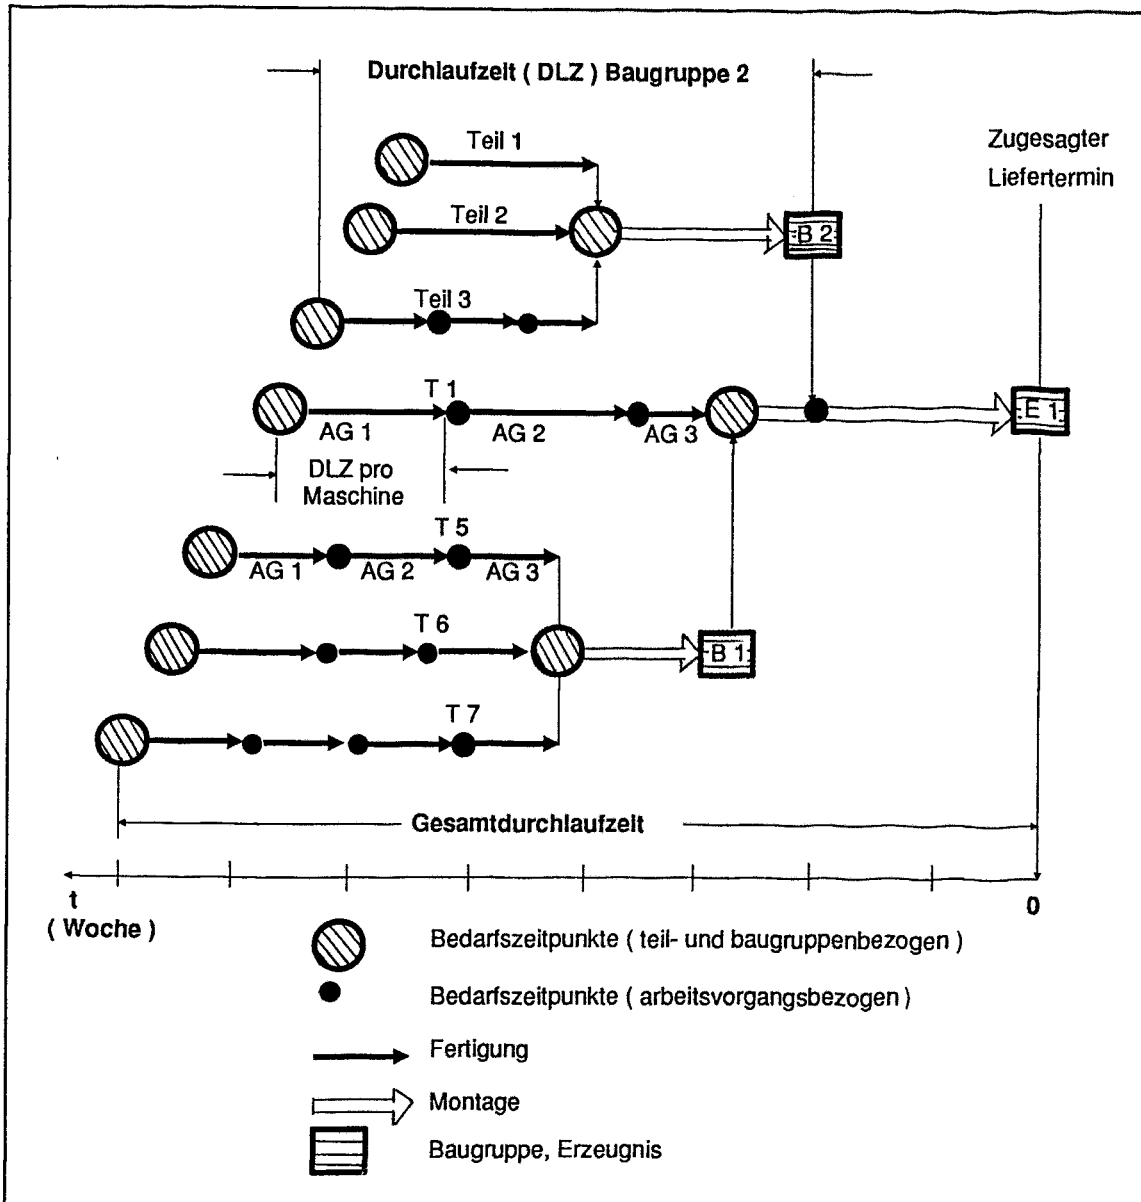 Durchlaufzeit ( DLZ ) Baugruppe 2
Zugesagter
Liefertermin
Teil 1
Teil 2
B 2
Teil 3
T 1
E 1
AG 1
AG 2
AG 3
DLZ pro
Maschine
T 5
AG 1
AG 2
AG 3
T 6
B 1
T 7
Gesamtdurchlaufzeit
t
( Woche )
0
Bedarfszeitpunkte ( teil- und baugruppenbezogen )
Bedarfszeitpunkte ( arbeitsvorgangsbezogen )
Fertigung
Montage
Baugruppe, Erzeugnis